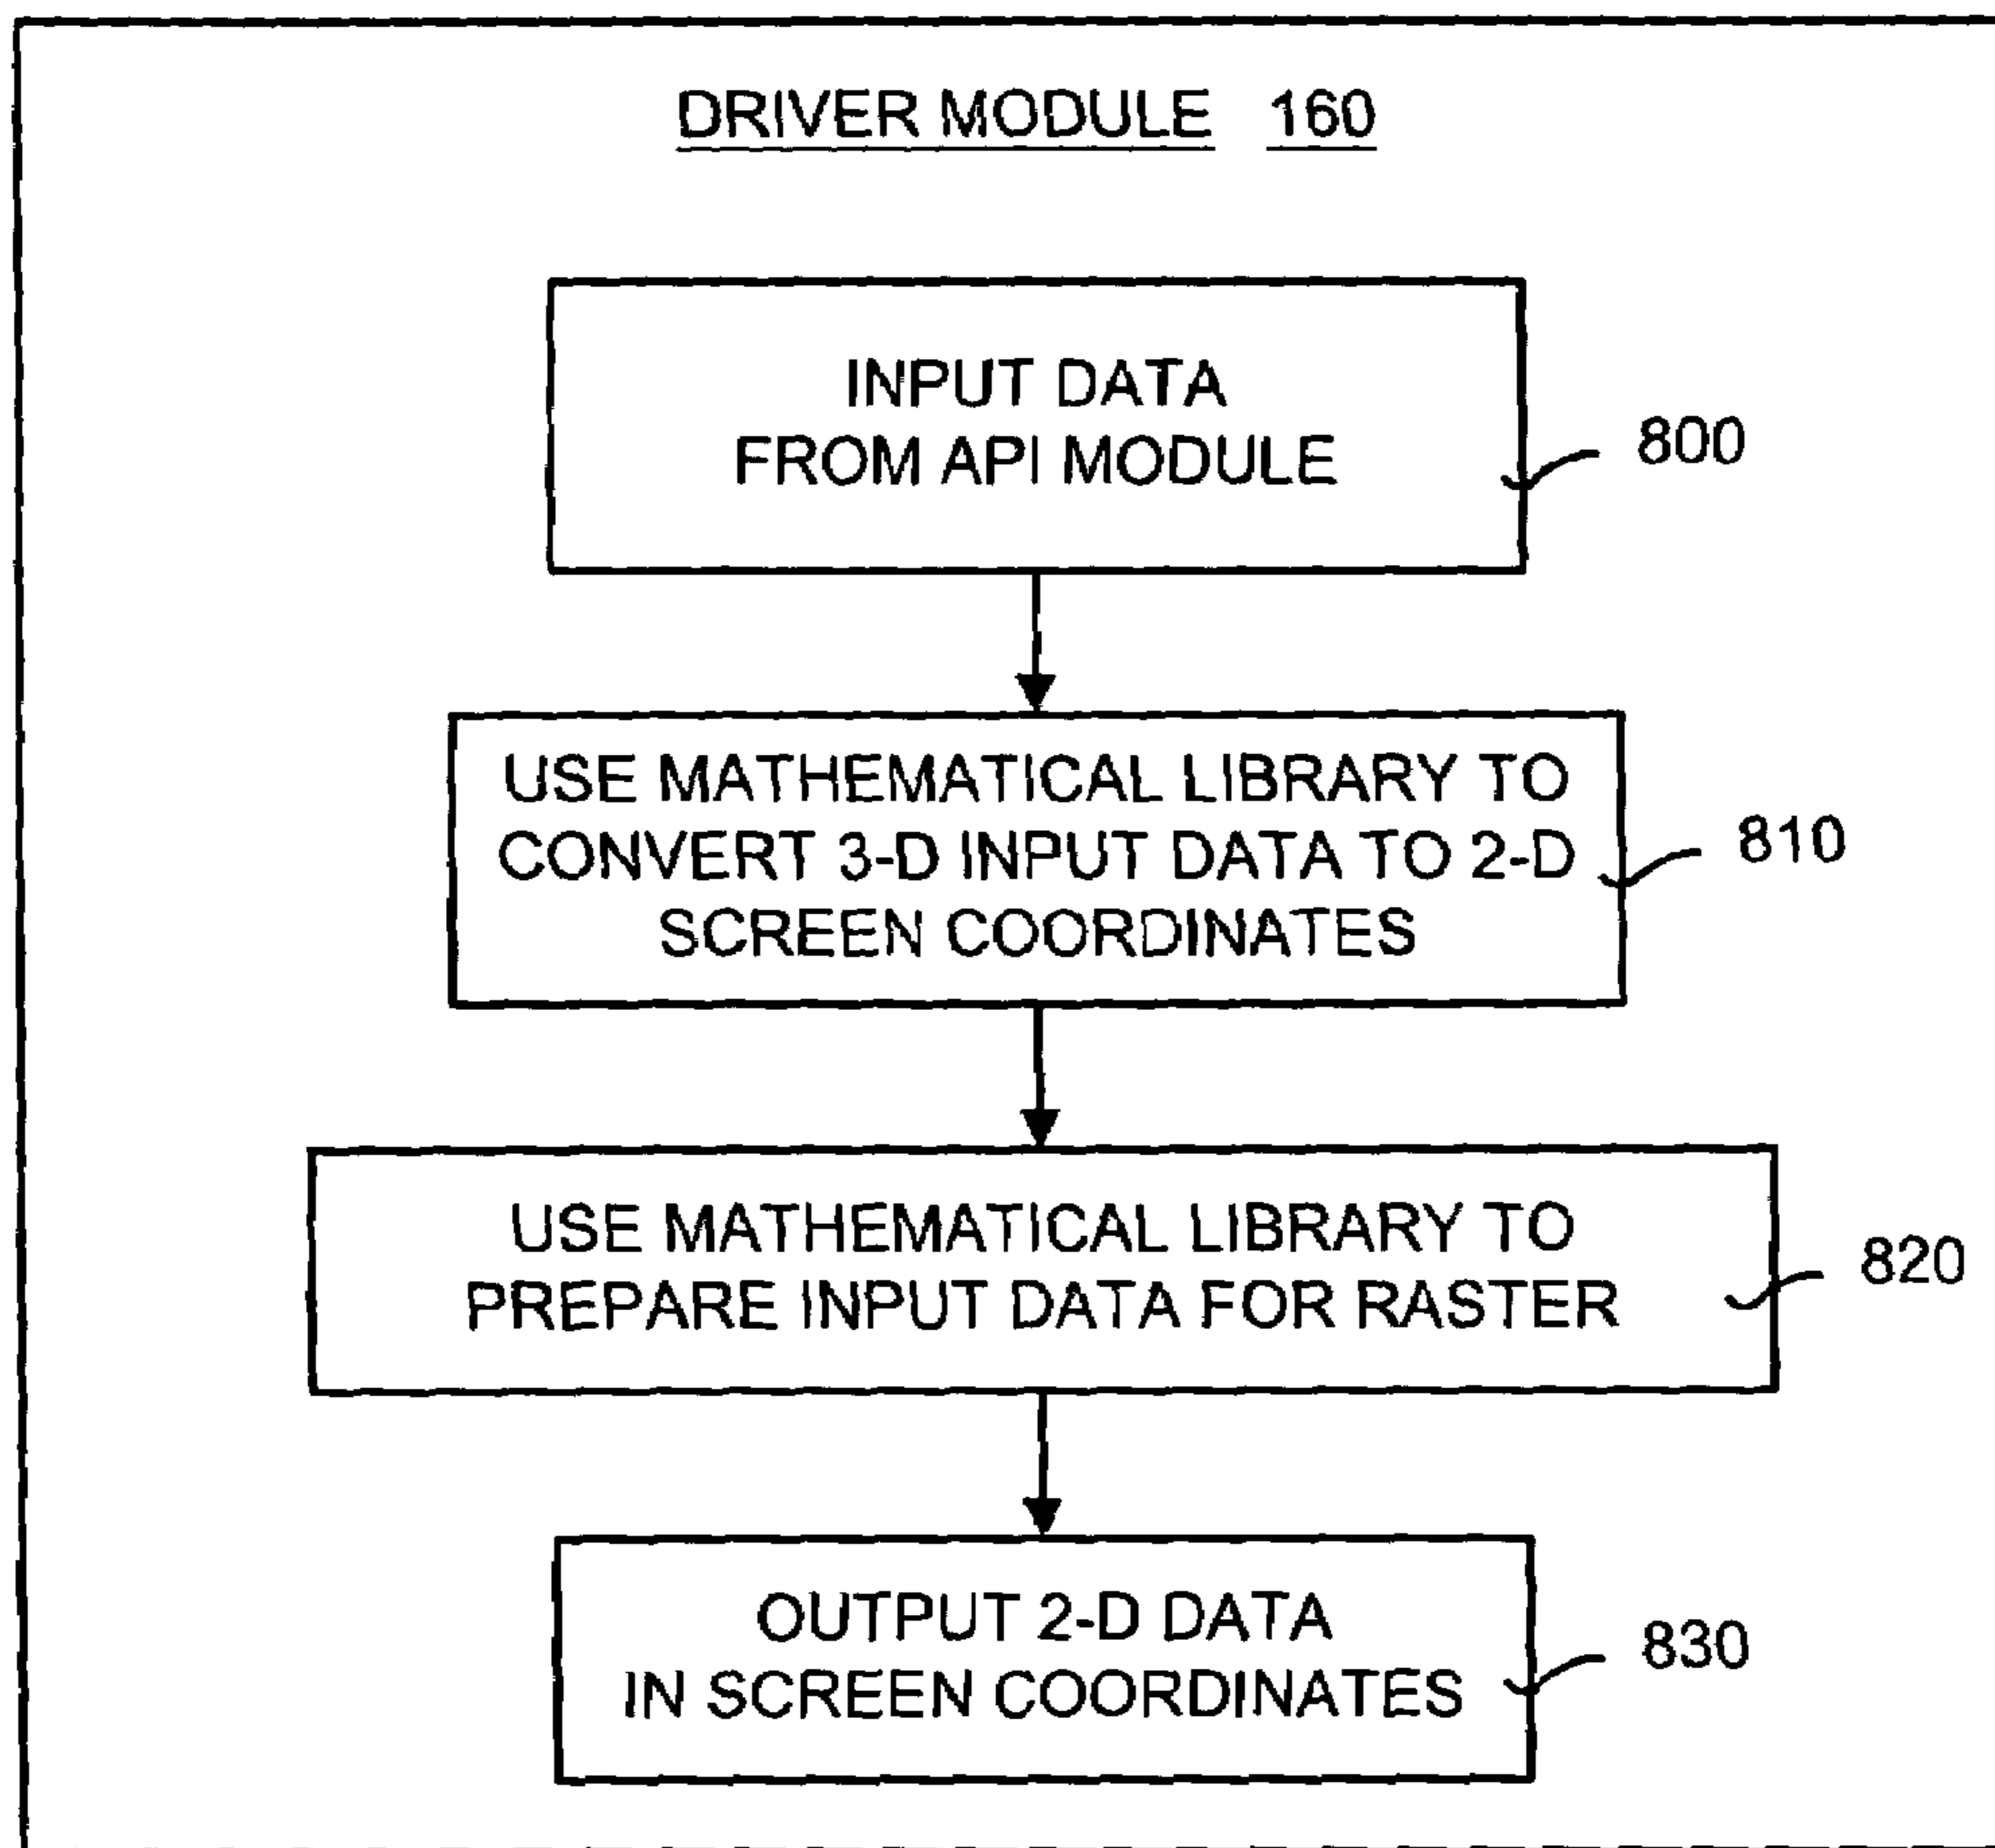 DRIVER MODULE 160
INPUT DATA
FROM API MODULE
800
USE MATHEMATICAL LIBRARY TO
CONVERT 3-D INPUT DATA TO 2-D
SCREEN COORDINATES
810
USE MATHEMATICAL LIBRARY TO
PREPARE INPUT DATA FOR RASTER
820
OUTPUT 2-D DATA
IN SCREEN COORDINATES
830